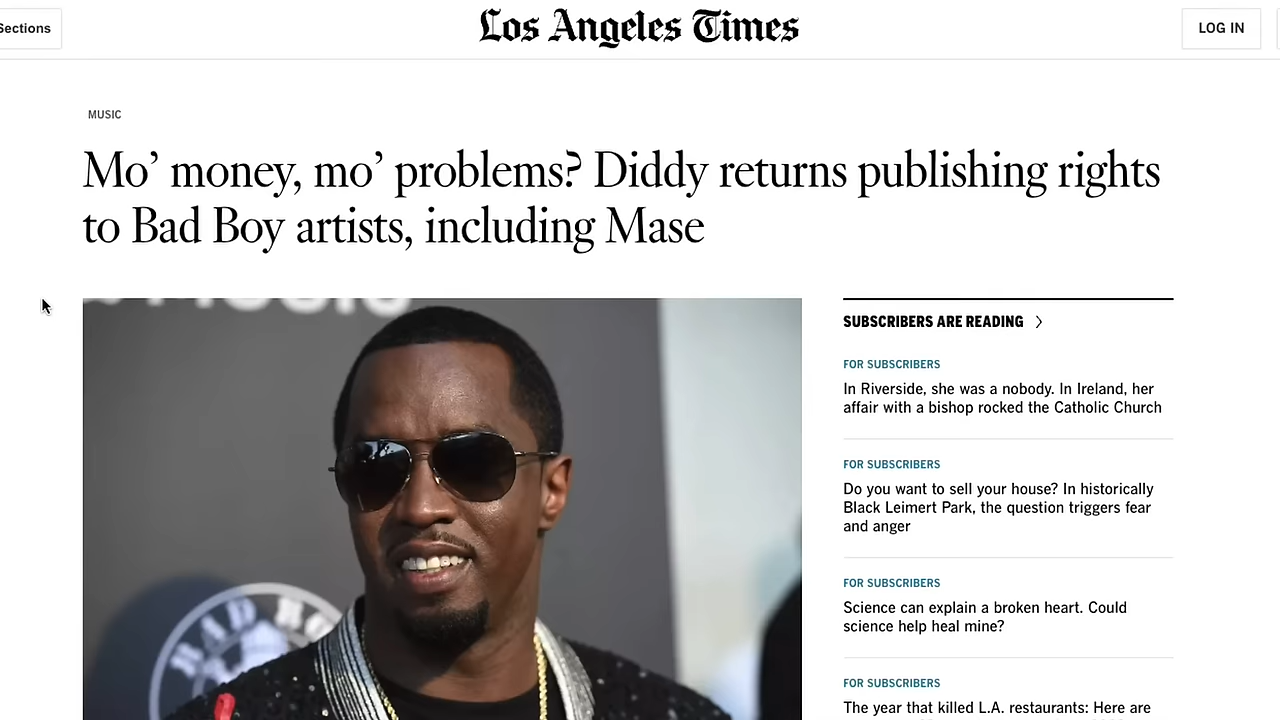 Sections
Los Angeles Times
LOG IN
MUSIC
Mo’ money, mo’ problems? Diddy returns publishing rights
to Bad Boy artists, including Mase
BAD BO
SUBSCRIBERS ARE READING
FOR SUBSCRIBERS
In Riverside, she was a nobody. In Ireland, her
affair with a bishop rocked the Catholic Church
FOR SUBSCRIBERS
Do you want to sell your house? In historically
Black Leimert Park, the question triggers fear
and anger
FOR SUBSCRIBERS
Science can explain a broken heart. Could
science help heal mine?
FOR SUBSCRIBERS
The year that killed L.A. restaurants: Here are